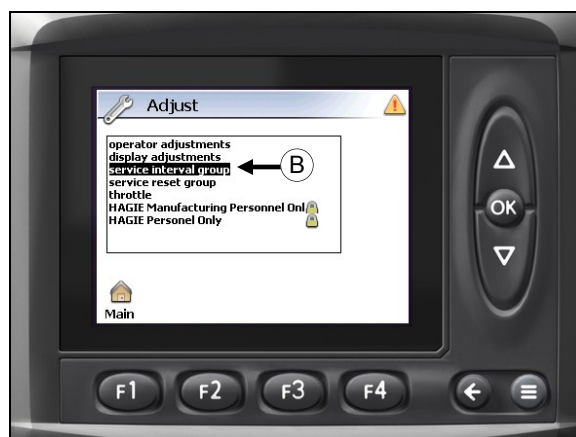 Adjust
operator adjustments
display adjustments
service interval group
B
service reset group
throttle
HAGIE Manufacturing Personnel Onl
HAGIE Personel Only
Main
OK
F1 F2 F3 F4